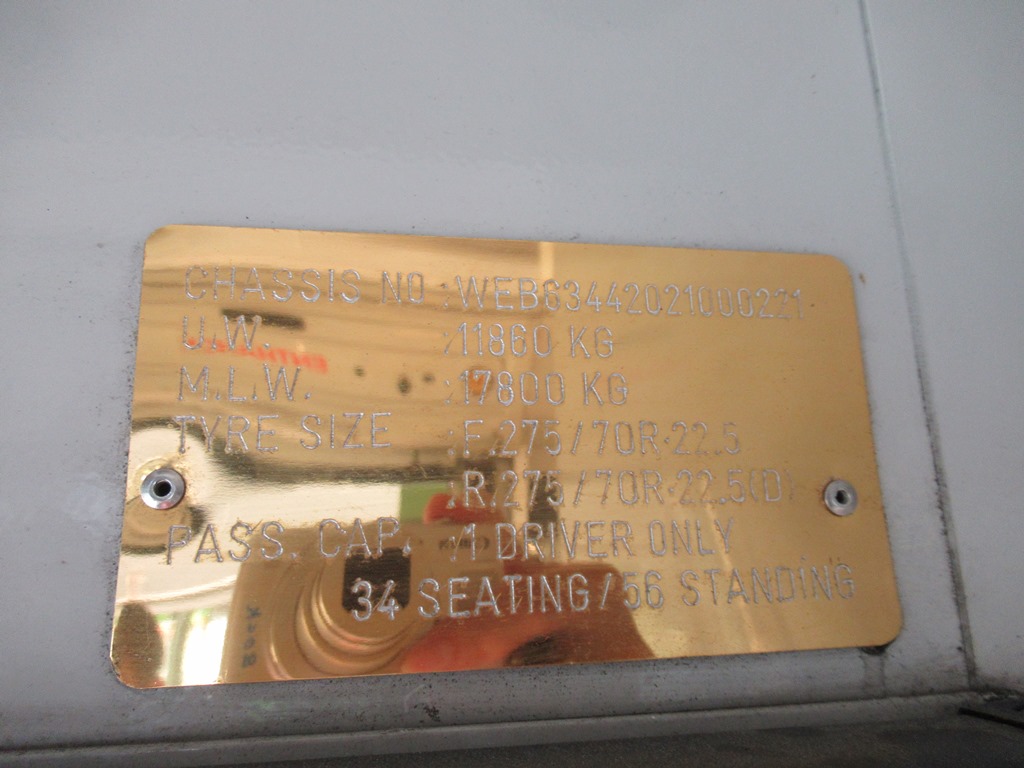 CHASSIS NO :WEB63442021000221
U.W. :11860 KG
M.L.W. :17800 KG
TYRE SIZE :F.275/70R.22.5
:R.275/70R.22.5(D)
PASS. CAP. :1 DRIVER ONLY
34 SEATING/56 STANDING